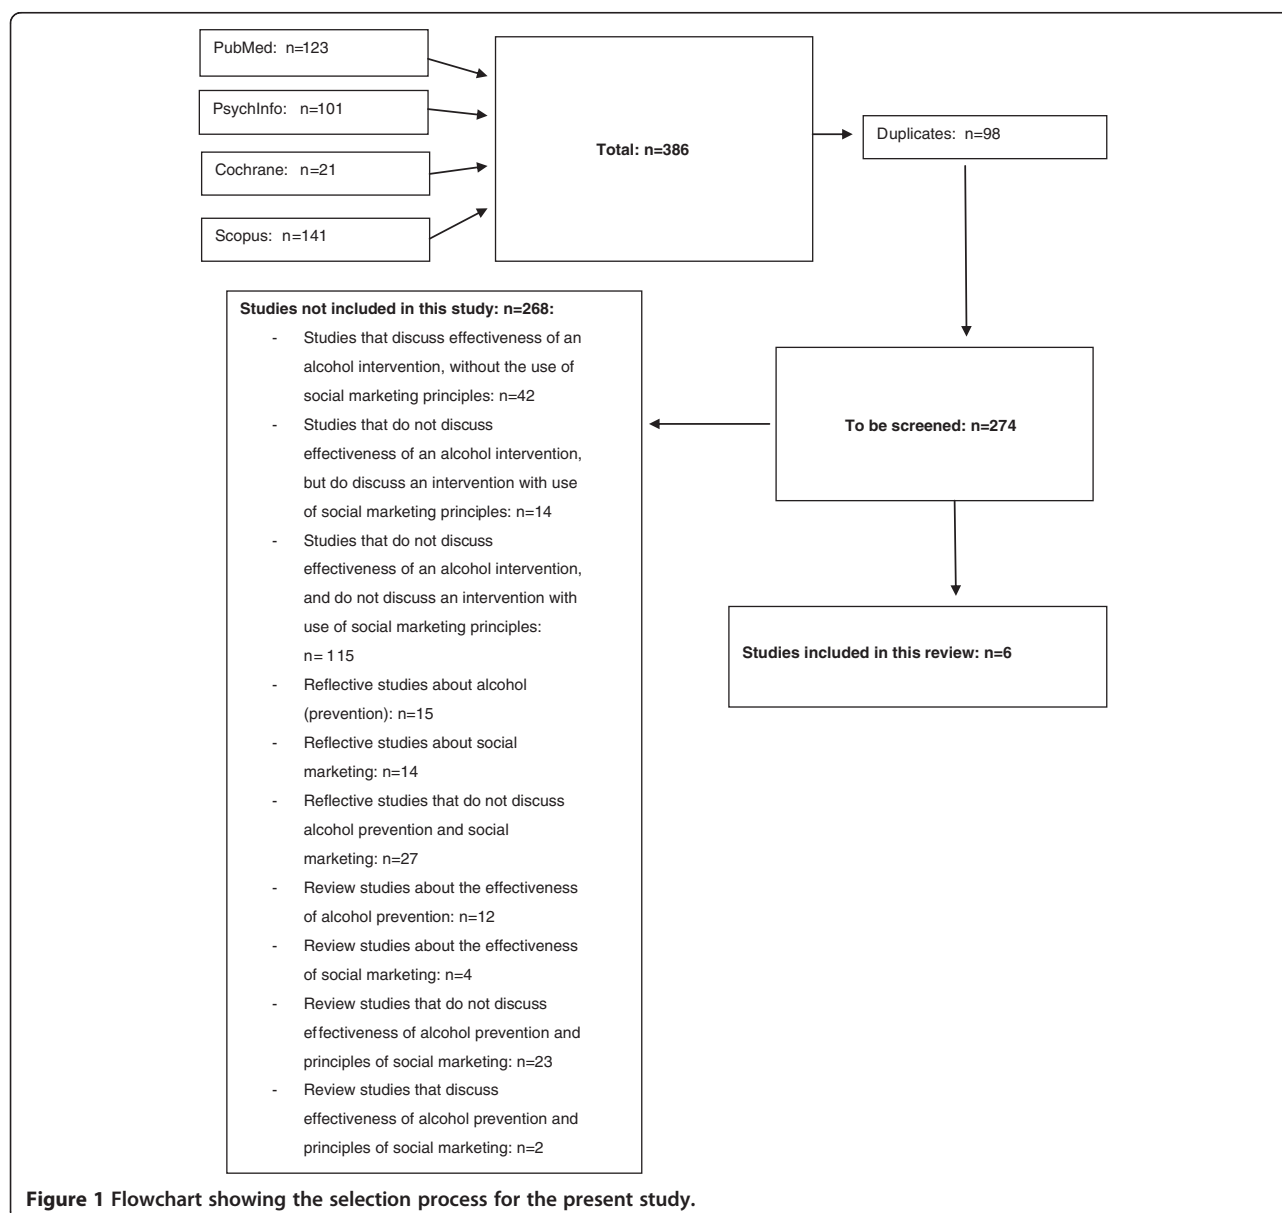 PubMed: n=123
PsychInfo: n=101
Cochrane: n=21
Scopus: n=141
Total: n=386
Duplicates: n=98
Studies not included in this study: n=268:
- Studies that discuss effectiveness of an
alcohol intervention, without the use of
social marketing principles: n=42
- Studies that do not discuss
effectiveness of an alcohol intervention,
but do discuss an intervention with use
of social marketing principles: n=14
- Studies that do not discuss
effectiveness of an alcohol intervention,
and do not discuss an intervention with
use of social marketing principles:
n= 115
- Reflective studies about alcohol
(prevention): n=15
- Reflective studies about social
marketing: n=14
- Reflective studies that do not discuss
alcohol prevention and social
marketing: n=27
- Review studies about the effectiveness
of alcohol prevention: n=12
- Review studies about the effectiveness
of social marketing: n=4
- Review studies that do not discuss
effectiveness of alcohol prevention and
principles of social marketing: n=23
- Review studies that discuss
effectiveness of alcohol prevention and
principles of social marketing: n=2
To be screened: n=274
Studies included in this review: n=6
Figure 1 Flowchart showing the selection process for the present study.